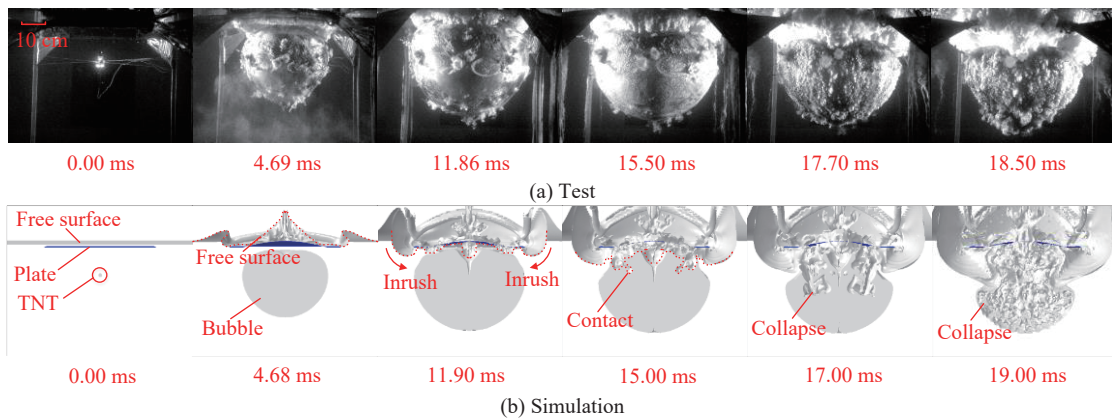 10 cm
0.00 ms
4.69 ms
11.86 ms
15.50 ms
17.70 ms
18.50 ms
(a) Test
Free surface
Plate
TNT
Free surface
Bubble
Inrush
Inrush
Contact
Collapse
Collapse
0.00 ms
4.68 ms
11.90 ms
15.00 ms
17.00 ms
19.00 ms
(b) Simulation